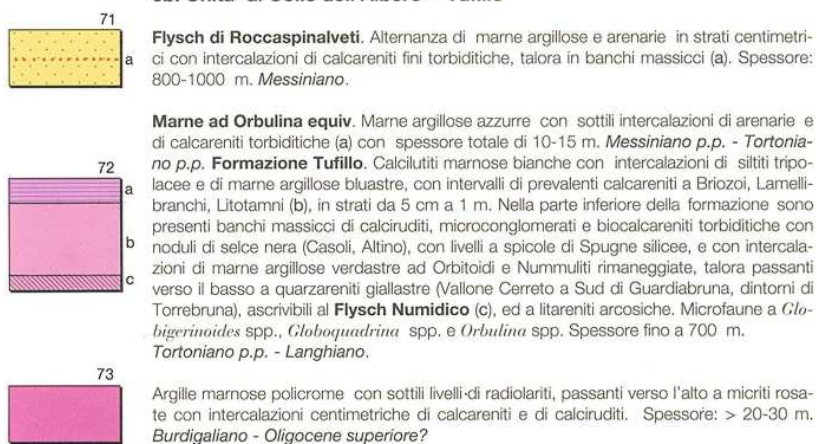 71
a
Flysch di Roccaspinalveti. Alternanza di marne argillose e arenarie in strati centimetri-
ci con intercalazioni di calcareniti fini torbiditiche, talora in banchi massicci (a). Spessore:
800-1000 m. Messiniano.
72
a
b
c
Marne ad Orbulina equiv. Marne argillose azzurre con sottili intercalazioni di arenarie e
di calcareniti torbiditiche (a) con spessore totale di 10-15 m. Messiniano p.p. - Tortonia-
no p.p. Formazione Tufillo. Calcilutiti marnose bianche con intercalazioni di siltiti tripo-
lacee e di marne argillose bluastre, con intervalli di prevalenti calcareniti a Briozoi, Lamelli-
branchi, Litotamni (b), in strati da 5 cm a 1 m. Nella parte inferiore della formazione sono
presenti banchi massicci di calciruditi, microconglomerati e biocalcareniti torbiditiche con
noduli di selce nera (Casoli, Altino), con livelli a spicole di Spugne silicee, e con intercala-
zioni di marne argillose verdastre ad Orbitoidi e Nummuliti rimaneggiate, talora passanti
verso il basso a quarzareniti giallastre (Vallone Cerreto a Sud di Guardiabruna, dintorni di
Torrebruna), ascrivibili al Flysch Numidico (c), ed a litareniti arcosiche. Microfaune a Glo-
bigerinoides spp., Globoquadrina spp. e Orbulina spp. Spessore fino a 700 m.
Tortoniano p.p. - Langhiano.
73
Argille marnose policrome con sottili livelli di radiolariti, passanti verso l'alto a micriti rosa-
te con intercalazioni centimetriche di calcareniti e di calciruditi. Spessore: > 20-30 m.
Burdigaliano - Oligocene superiore?